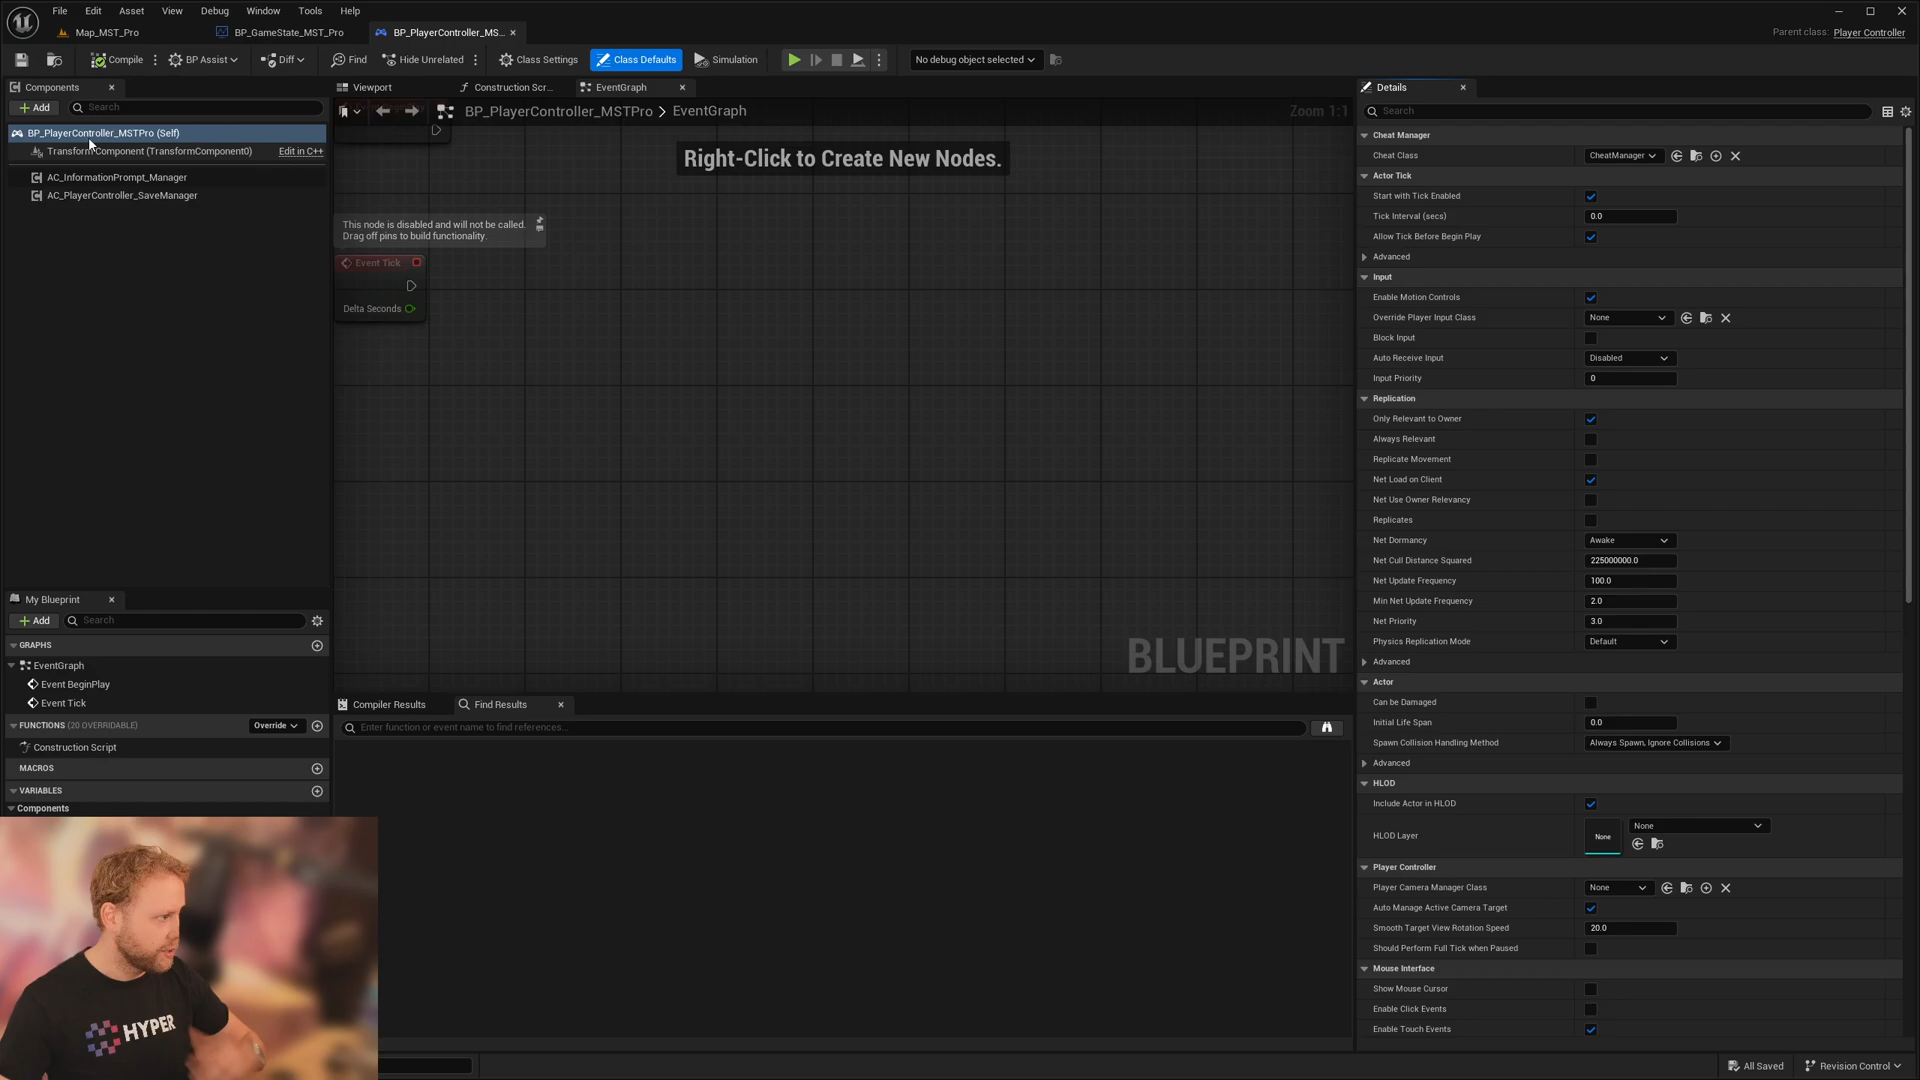 File Edit Asset View Debug Window Tools Help
Map_MST_Pro BP_GameState_MST_Pro BP_PlayerController_MS...
Parent class: Player Controller
Compile BP Assist Diff Find Hide Unrelated Class Settings Class Defaults Simulation No debug object selected
Components
Add Search
BP_PlayerController_MSTPro (Self)
TransformComponent (TransformComponent0) Edit in C++
AC_InformationPrompt_Manager
AC_PlayerController_SaveManager
My Blueprint
Add Search
GRAPHS
EventGraph
Event BeginPlay
Event Tick
FUNCTIONS (20 OVERRIDABLE) Override
Construction Script
MACROS
VARIABLES
Components
Viewport Construction Scr... EventGraph
BP_PlayerController_MSTPro > EventGraph
Zoom 1:1
Right-Click to Create New Nodes.
This node is disabled and will not be called.
Drag off pins to build functionality.
Event Tick
Delta Seconds
BLUEPRINT
Compiler Results Find Results
Enter function or event name to find references...
Details
Search
Cheat Manager
Cheat Class CheatManager
Actor Tick
Start with Tick Enabled
Tick Interval (secs) 0.0
Allow Tick Before Begin Play
Advanced
Input
Enable Motion Controls
Override Player Input Class None
Block Input
Auto Receive Input Disabled
Input Priority 0
Replication
Only Relevant to Owner
Always Relevant
Replicate Movement
Net Load on Client
Net Use Owner Relevancy
Replicates
Net Dormancy Awake
Net Cull Distance Squared 225000000.0
Net Update Frequency 100.0
Min Net Update Frequency 2.0
Net Priority 3.0
Physics Replication Mode Default
Advanced
Actor
Can be Damaged
Initial Life Span 0.0
Spawn Collision Handling Method Always Spawn, Ignore Collisions
Advanced
HLOD
Include Actor in HLOD
HLOD Layer None None
Player Controller
Player Camera Manager Class None
Auto Manage Active Camera Target
Smooth Target View Rotation Speed 20.0
Should Perform Full Tick when Paused
Mouse Interface
Show Mouse Cursor
Enable Click Events
Enable Touch Events
All Saved Revision Control
HYPER